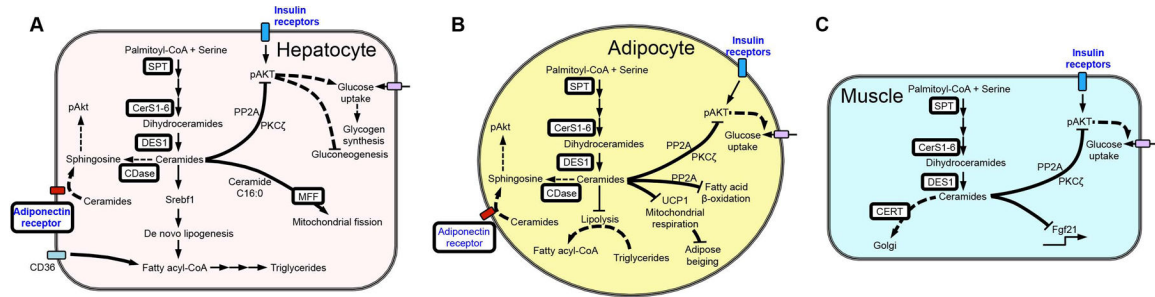 A
Insulin
receptors
Hepatocyte
Palmitoyl-CoA + Serine
SPT
pAKT
Glucose
uptake
CerS1-6
pAkt
PP2A
Dihydroceramides
PKCζ
Glycogen
synthesis
DES1
Gluconeogenesis
Sphingosine
Ceramides
CDase
Ceramide
C16:0
MFF
Ceramides
Srebf1
Mitochondrial fission
Adiponectin
receptor
De novo lipogenesis
CD36
Fatty acyl-CoA
Triglycerides
B
Adipocyte
Insulin
receptors
Palmitoyl-CoA + Serine
SPT
pAKT
pAkt
CerS1-6
PP2A
Glucose
uptake
Dihydroceramides
PKCζ
DES1
Sphingosine
Ceramides
PP2A
CDase
Fatty acid
β-oxidation
UCP1
Ceramides
Lipolysis
Mitochondrial
respiration
Adiponectin
receptor
Fatty acyl-CoA
Triglycerides
Adipose
beiging
C
Insulin
receptors
Muscle
Palmitoyl-CoA + Serine
SPT
pAKT
CerS1-6
PP2A
Glucose
uptake
Dihydroceramides
PKCζ
DES1
Ceramides
CERT
Golgi
Fgf21